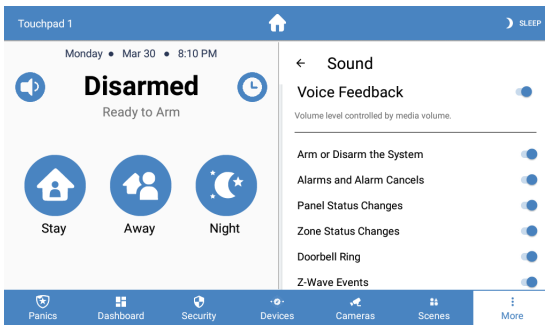 Touchpad 1
SLEEP
Monday ● Mar 30 ● 8:10 PM
Disarmed
Ready to Arm
Stay
Away
Night
Sound
Voice Feedback
Volume level controlled by media volume.
Arm or Disarm the System
Alarms and Alarm Cancels
Panel Status Changes
Zone Status Changes
Doorbell Ring
Z-Wave Events
Panics
Dashboard
Security
Devices
Cameras
Scenes
More